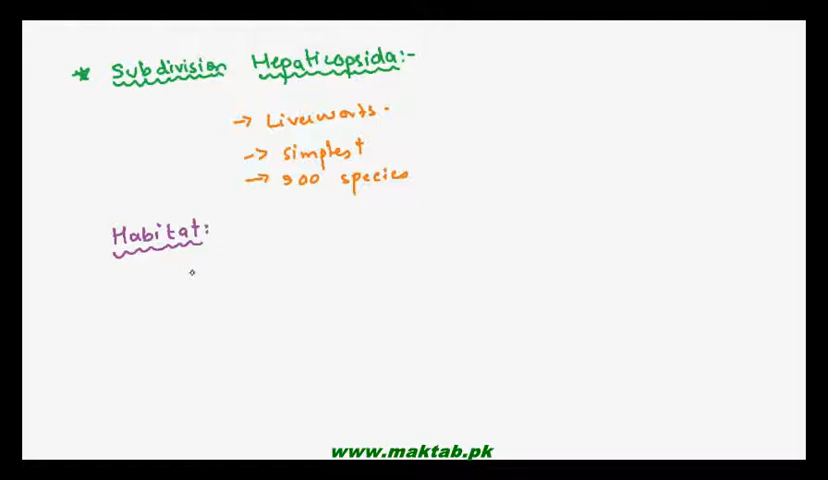 * Subdivision Hepaticopsida:-
→ Liverworts.
→ Simplest
→ 900 species
Habitat:
www.maktab.pk